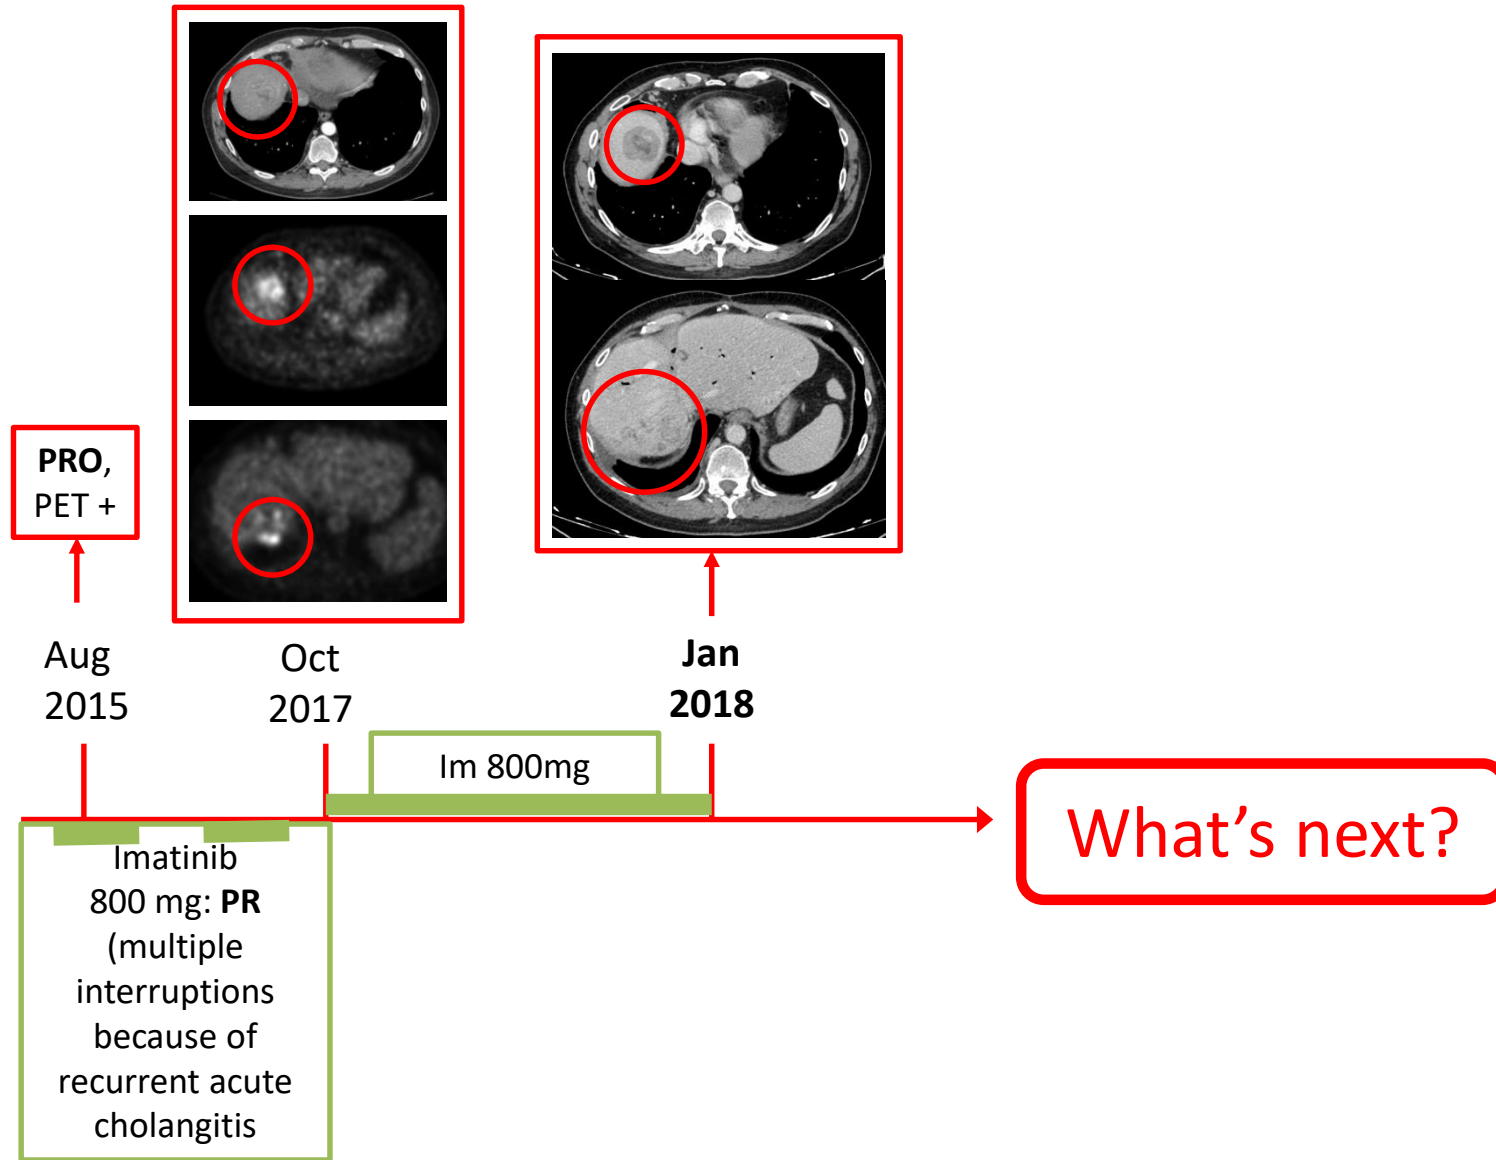 PRO,
PET +
Aug
2015
Oct
2017
Jan
2018
Im 800mg
What's next?
Imatinib
800 mg: PR
(multiple
interruptions
because of
recurrent acute
cholangitis